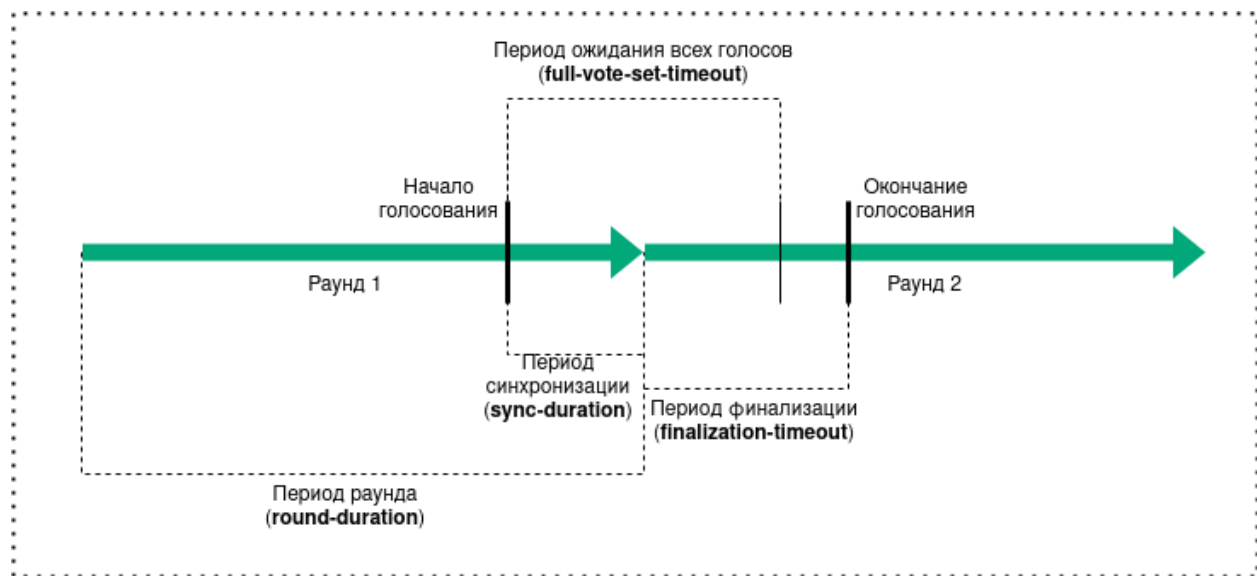 Период ожидания всех голосов
(full-vote-set-timeout)
Начало
голосования
Окончание
голосования
Раунд 1
Раунд 2
Период
синхронизации
(sync-duration)
Период финализации
(finalization-timeout)
Период раунда
(round-duration)